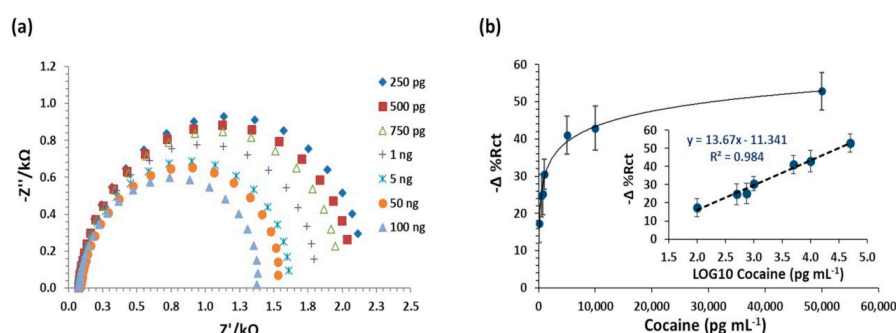 (a)
-Z''/kΩ
1.2
1.0
0.8
0.6
0.4
0.2
0.0
0.0 0.3 0.5 0.8 1.0 1.3 1.5 1.8 2.0 2.3 2.6
Z'/kΩ
250 pg
500 pg
750 pg
1 ng
5 ng
50 ng
100 ng
(b)
-Δ %Rct
60
50
40
30
20
10
0
0 10,000 20,000 30,000 40,000 50,000 60,000
Cocaine (pg mL⁻¹)
y = 13.67x - 11.341
R² = 0.984
-Δ %Rct
60
50
40
30
20
10
0
1.5 2.0 2.5 3.0 3.5 4.0 4.5 5.0
LOG10 Cocaine (pg mL⁻¹)